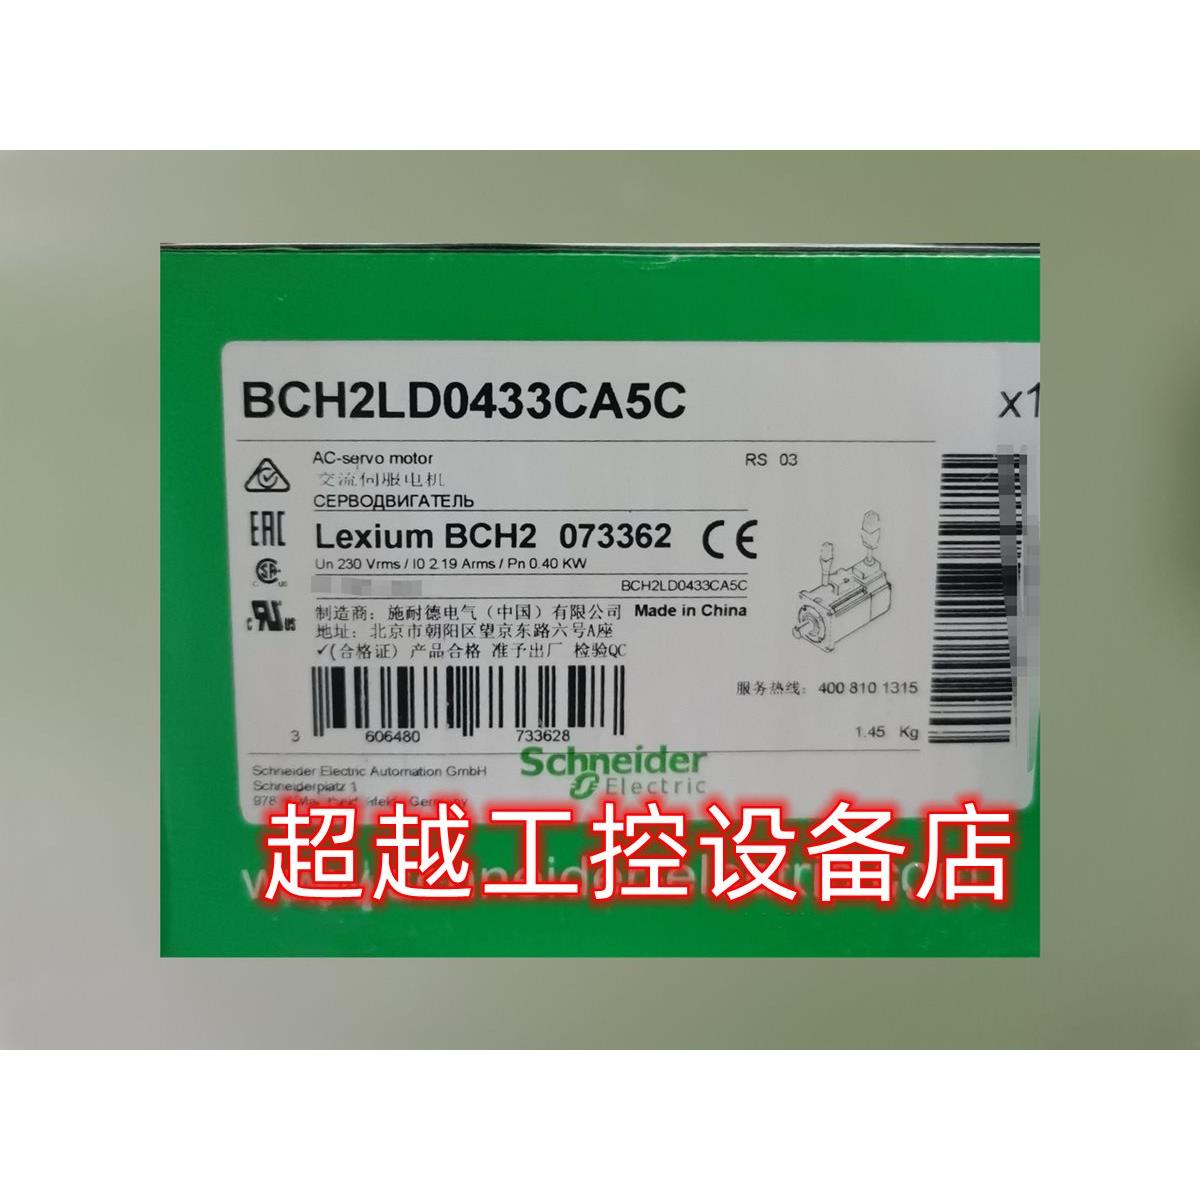 BCH2LD0433CA5C
x1
AC-servo motor
RS 03
交流伺服电机
СЕРВОДВИГАТЕЛЬ
EAC
Lexium BCH2 073362 CE
Un 230 Vrms / I0 2.19 Arms / Pn 0.40 KW
BCH2LD0433CA5C
制造商：施耐德电气（中国）有限公司 Made in China
地址：北京市朝阳区望京东路六号A座
✓(合格证) 产品合格 准予出厂 检验QC
服务热线：400 810 1315
3 606480 733628
1.45 Kg
Schneider Electric
Schneider Electric Automation GmbH
Schneiderplatz 1
978 Germany
超越工控设备店